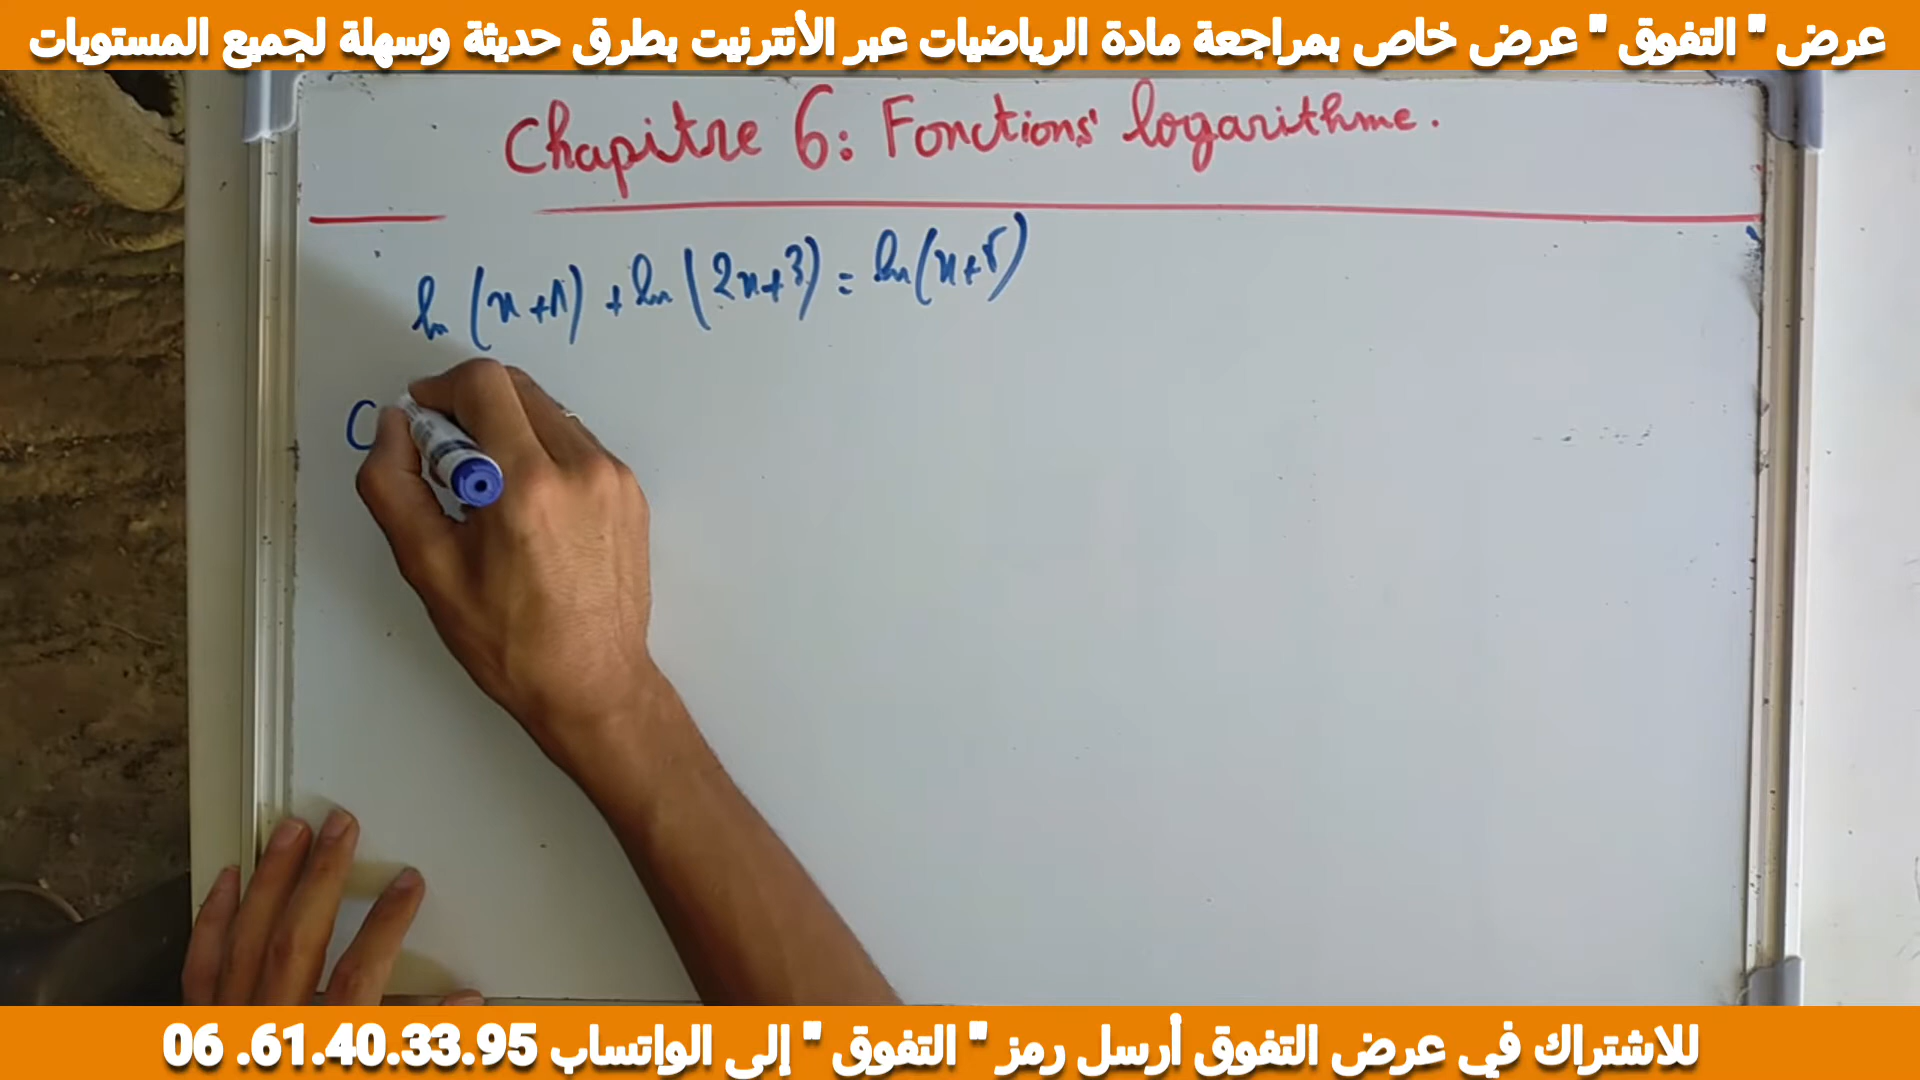 عرض " التفوق " عرض خاص بمراجعة مادة الرياضيات عبر الأنترنيت بطرق حديثة وسهلة لجميع المستويات
Chapitre 6: Fonctions logarithme.
ln (x+1) + ln (2x+3) = ln(x+5)
للاشتراك في عرض التفوق أرسل رمز " التفوق " إلى الواتساب 06 .61.40.33.95